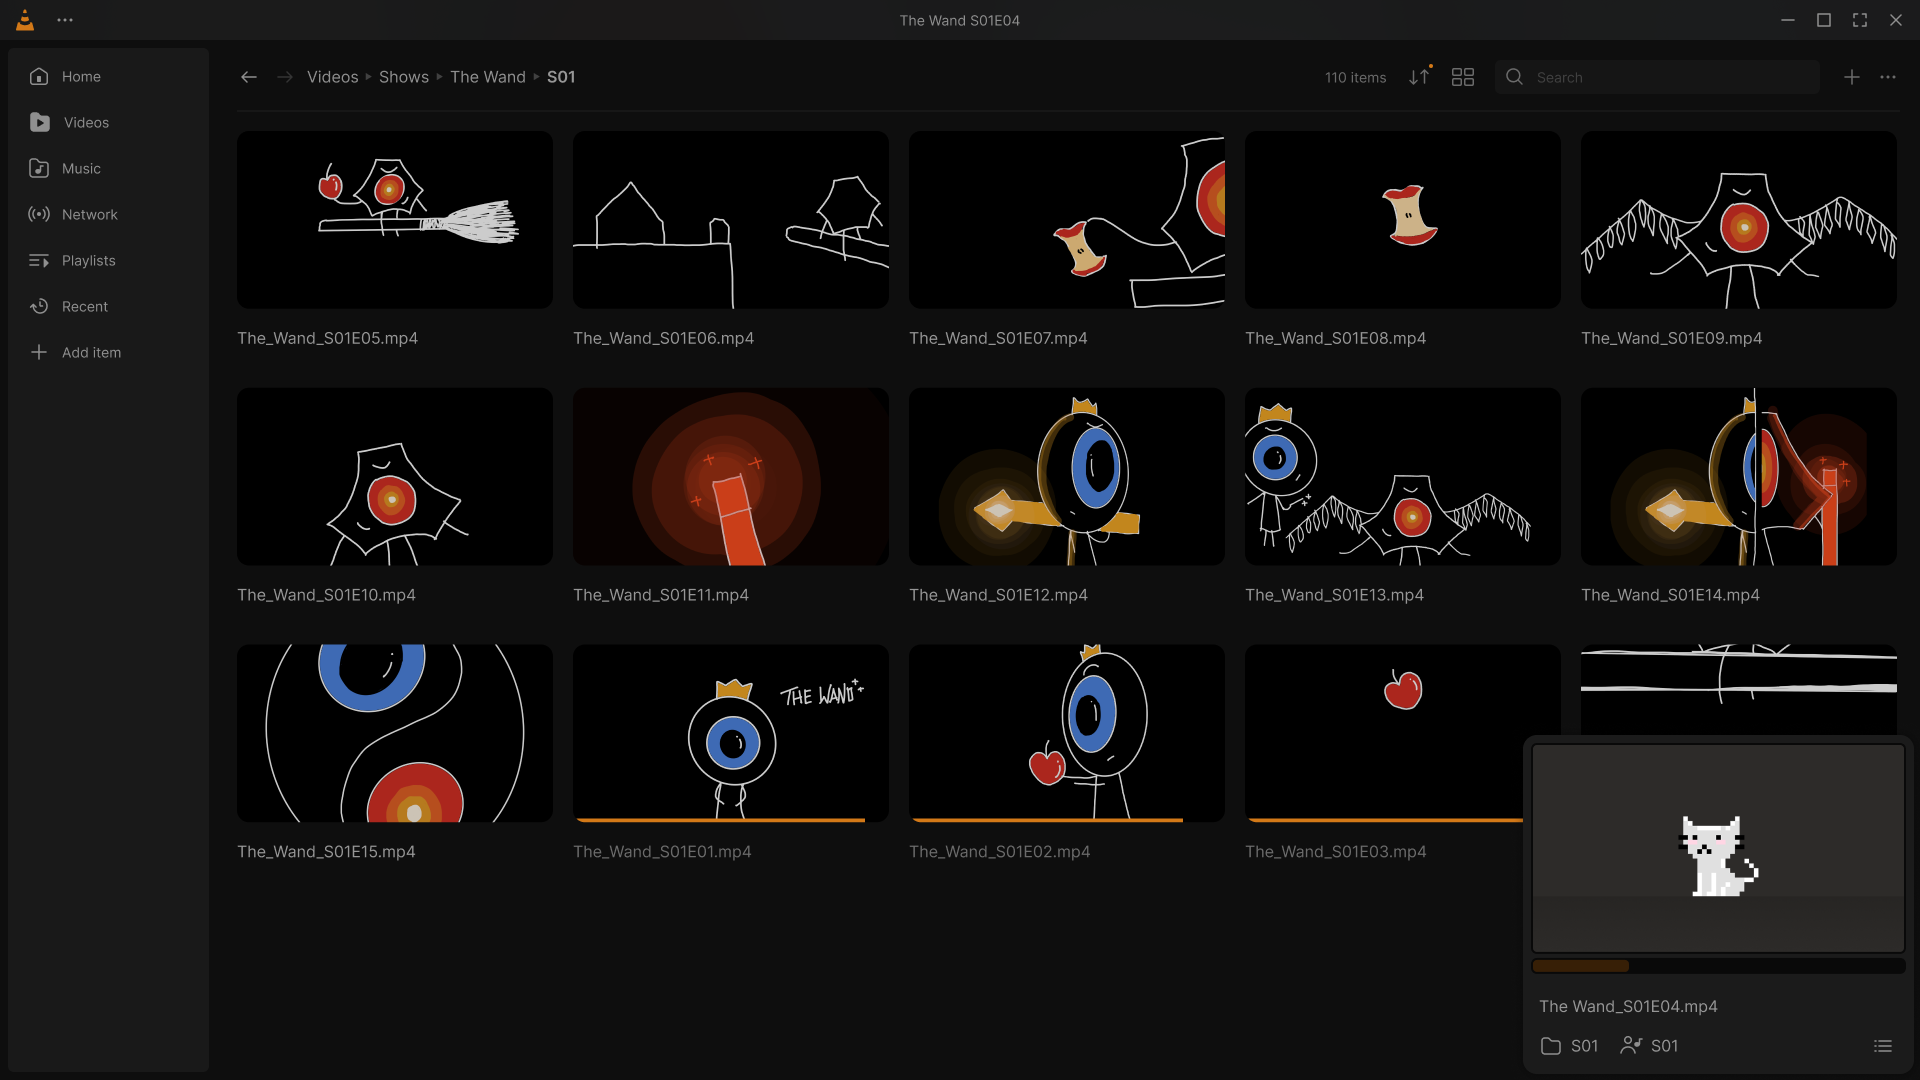 The Wand S01E04
Home
Videos
Music
Network
Playlists
Recent
Add item
Videos Shows The Wand S01
110 items
Search
The_Wand_S01E05.mp4
The_Wand_S01E06.mp4
The_Wand_S01E07.mp4
The_Wand_S01E08.mp4
The_Wand_S01E09.mp4
The_Wand_S01E10.mp4
The_Wand_S01E11.mp4
The_Wand_S01E12.mp4
The_Wand_S01E13.mp4
The_Wand_S01E14.mp4
THE WAND
The_Wand_S01E15.mp4
The_Wand_S01E01.mp4
The_Wand_S01E02.mp4
The_Wand_S01E03.mp4
The Wand_S01E04.mp4
S01 S01